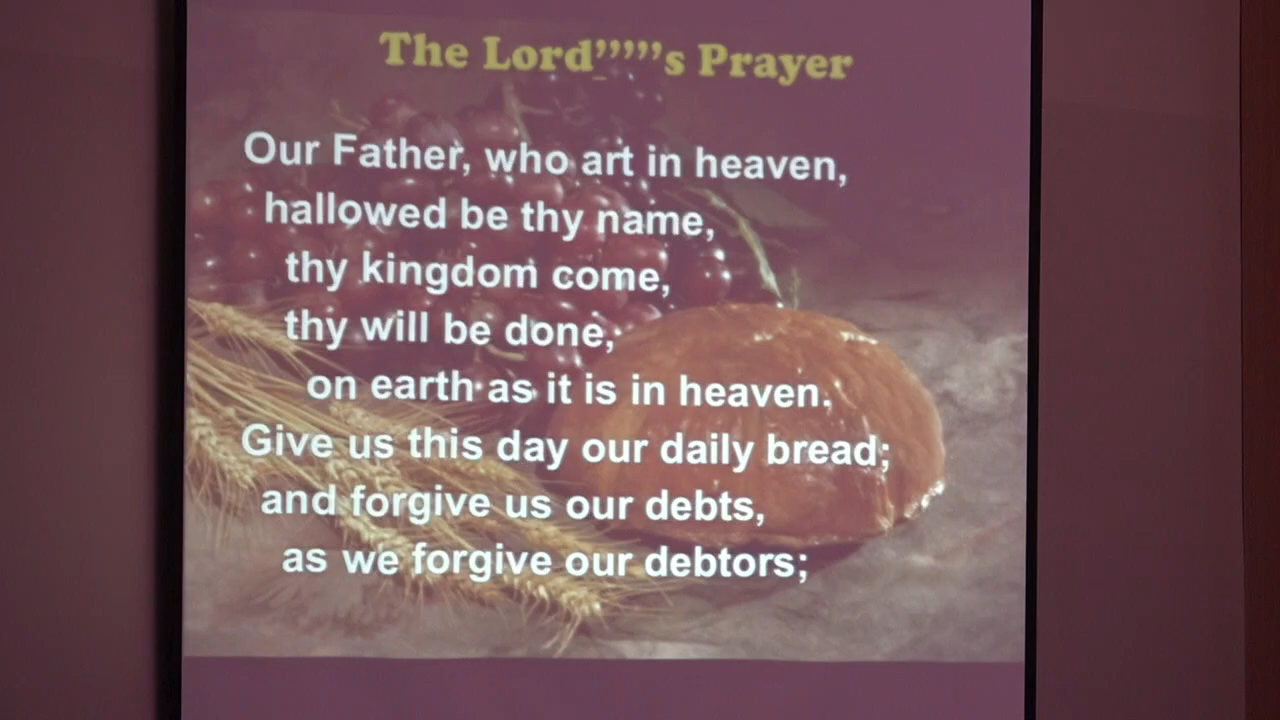 The Lord’’’’’s Prayer
Our Father, who art in heaven,
hallowed be thy name,
thy kingdom come,
thy will be done,
on earth as it is in heaven.
Give us this day our daily bread;
and forgive us our debts,
as we forgive our debtors;